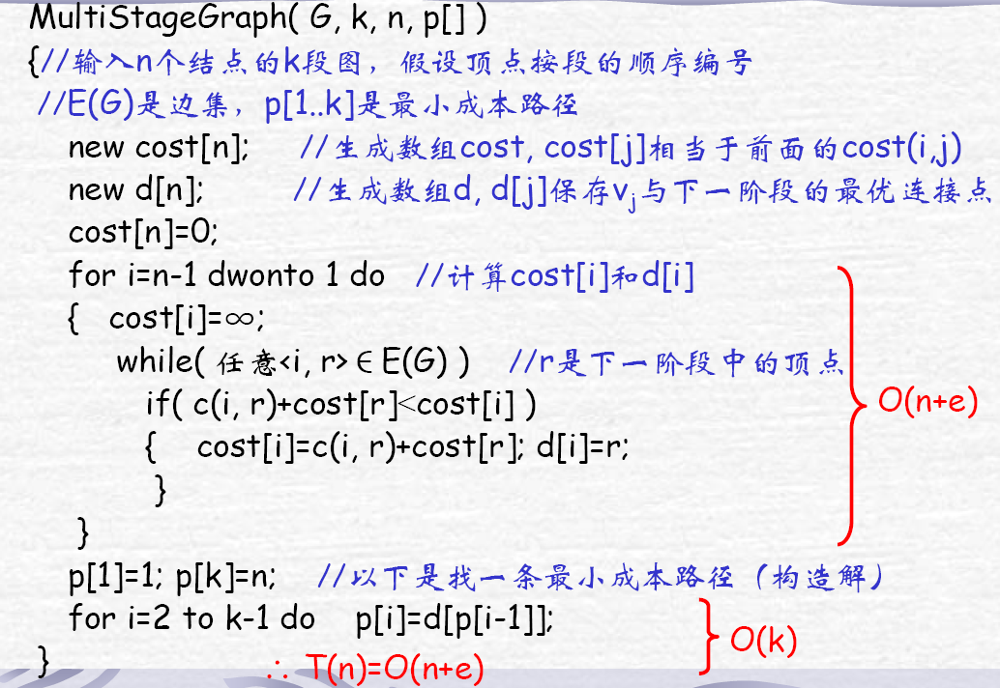 MultiStageGraph( G, k, n, p[] )
{//输入n个结点的k段图，假设顶点按段的顺序编号
//E(G)是边集，p[1..k]是最小成本路径
new cost[n]; //生成数组cost, cost[j]相当于前面的cost(i,j)
new d[n]; //生成数组d, d[j]保存vj与下一阶段的最优连接点
cost[n]=0;
for i=n-1 dwonto 1 do //计算cost[i]和d[i]
{ cost[i]=∞;
while( 任意<i, r>∈E(G) ) //r是下一阶段中的顶点
if( c(i, r)+cost[r]<cost[i] )
{ cost[i]=c(i, r)+cost[r]; d[i]=r;
}
}
O(n+e)
p[1]=1; p[k]=n; //以下是找一条最小成本路径（构造解）
for i=2 to k-1 do p[i]=d[p[i-1]];
O(k)
}
∴ T(n)=O(n+e)